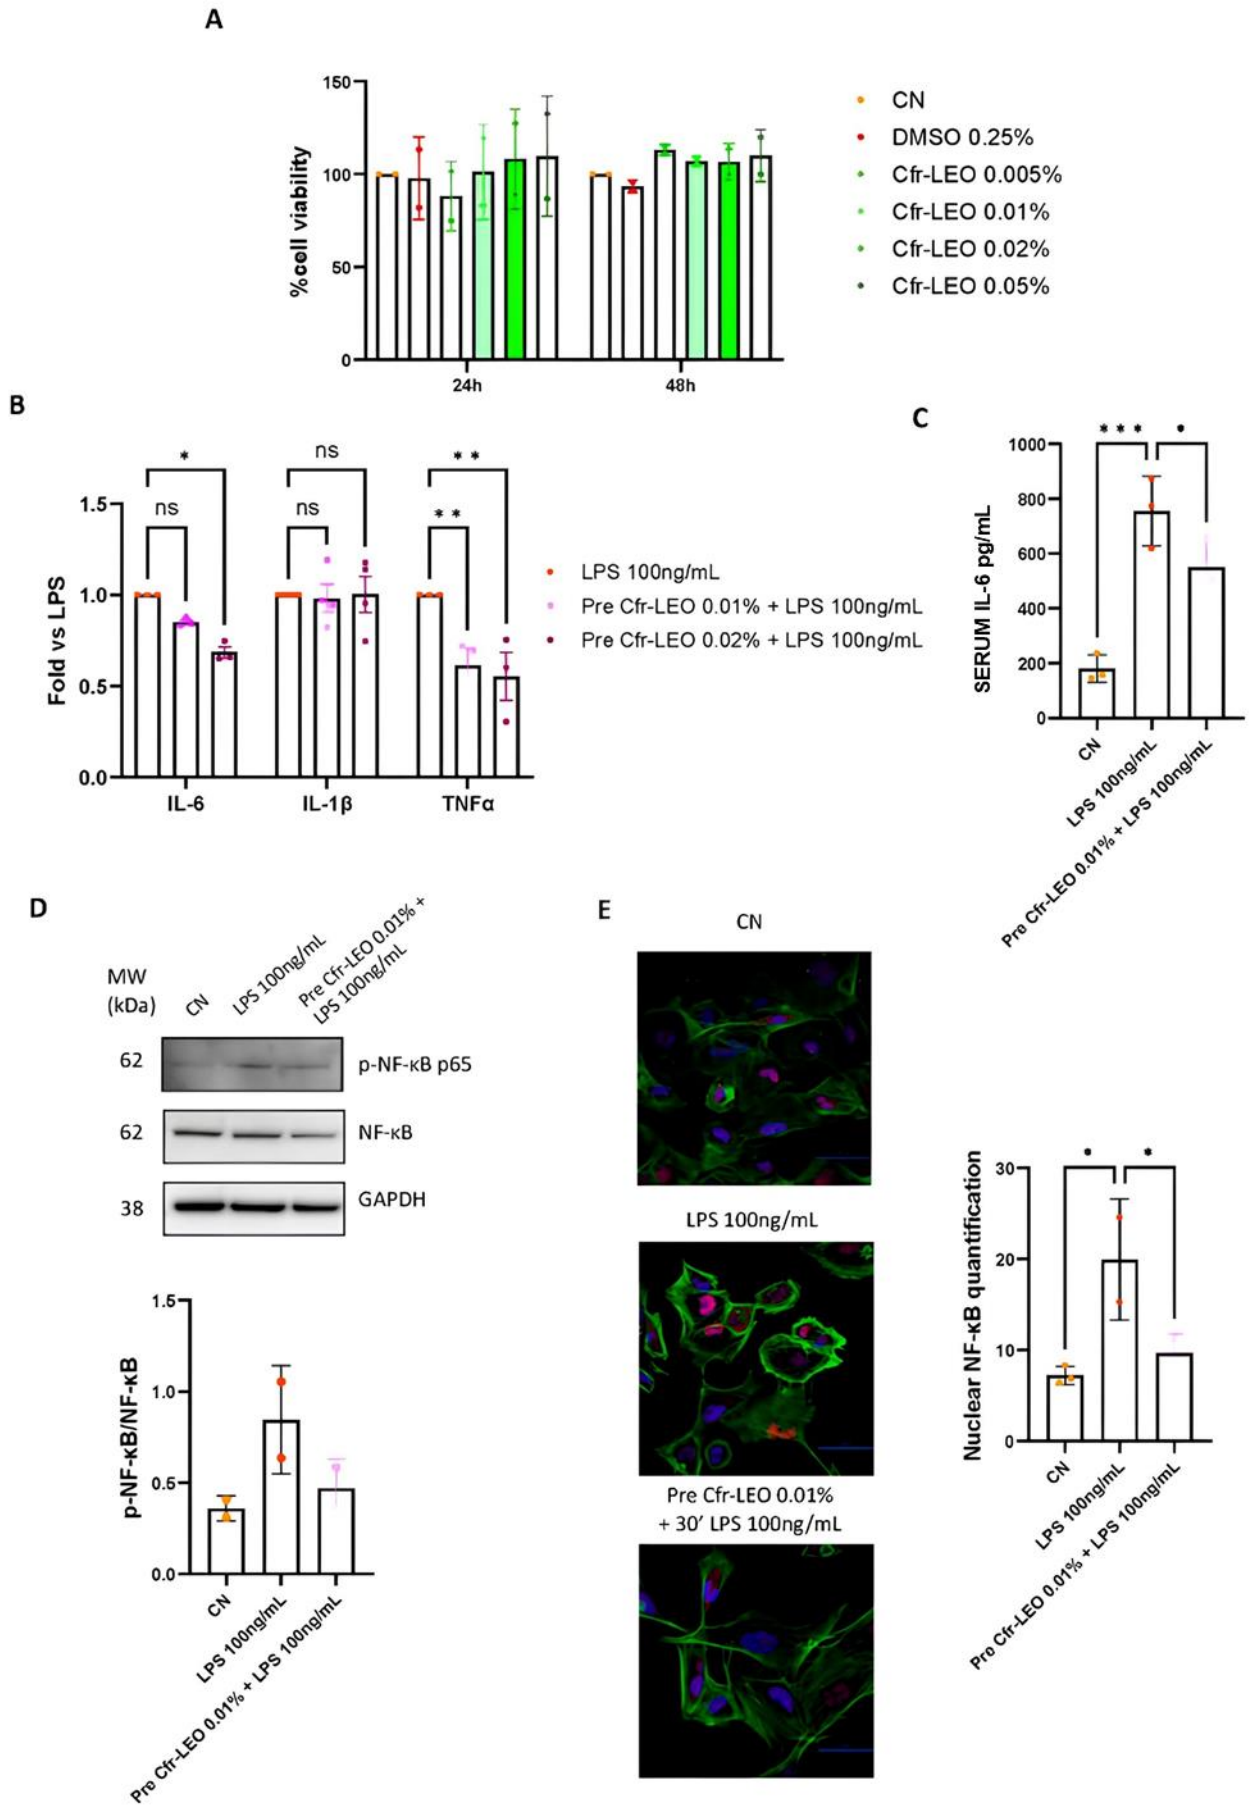 A
150
100
50
0
%cell viability
24h
48h
CN
DMSO 0.25%
Cfr-LEO 0.005%
Cfr-LEO 0.01%
Cfr-LEO 0.02%
Cfr-LEO 0.05%
B
1.5
1.0
0.5
0.0
Fold vs LPS
ns
*
ns
ns
**
**
IL-6
IL-1β
TNFα
LPS 100ng/mL
Pre Cfr-LEO 0.01% + LPS 100ng/mL
Pre Cfr-LEO 0.02% + LPS 100ng/mL
C
1000
800
600
400
200
0
SERUM IL-6 pg/mL
***
*
CN
LPS 100ng/mL
Pre Cfr-LEO 0.01% + LPS 100ng/mL
D
MW
(kDa)
CN
LPS 100ng/mL
Pre Cfr-LEO 0.01% +
LPS 100ng/mL
62
p-NF-κB p65
62
NF-κB
38
GAPDH
1.5
1.0
0.5
0.0
p-NF-κB/NF-κB
CN
LPS 100ng/mL
Pre Cfr-LEO 0.01% + LPS 100ng/mL
E
CN
LPS 100ng/mL
Pre Cfr-LEO 0.01%
+ 30’ LPS 100ng/mL
30
20
10
0
Nuclear NF-κB quantification
*
*
CN
LPS 100ng/mL
Pre Cfr-LEO 0.01% + LPS 100ng/mL